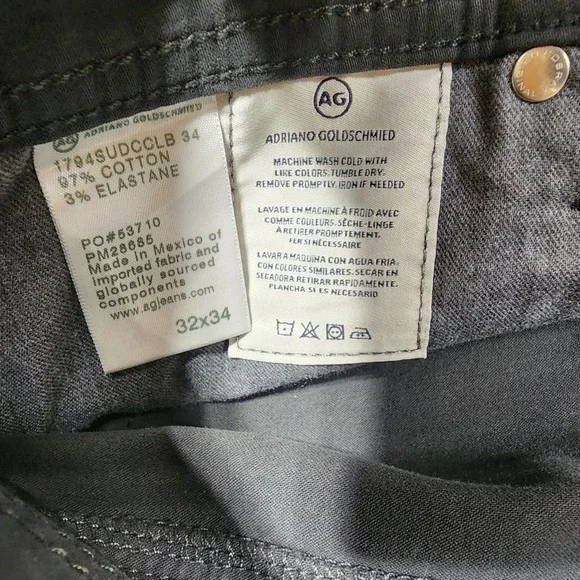 AG ADRIANO GOLDSCHMIED
1794SUDCCLB 34
97% COTTON
3% ELASTANE
PO#53710
PM28685
Made in Mexico of
imported fabric and
globally sourced
components
www.agjeans.com
32x34
AG
ADRIANO GOLDSCHMIED
MACHINE WASH COLD WITH
LIKE COLORS. TUMBLE DRY.
REMOVE PROMPTLY. IRON IF NEEDED
LAVAGE EN MACHINE À FROID AVEC
COMME COULEURS. SÈCHE-LINGE
À RETIRER PROMPTEMENT.
FER SI NÉCESSAIRE
LAVAR A MAQUINA CON AGUA FRIA,
CON COLORES SIMILARES. SECAR EN
SECADORA RETIRAR RAPIDAMENTE.
PLANCHA SI ES NECESARIO